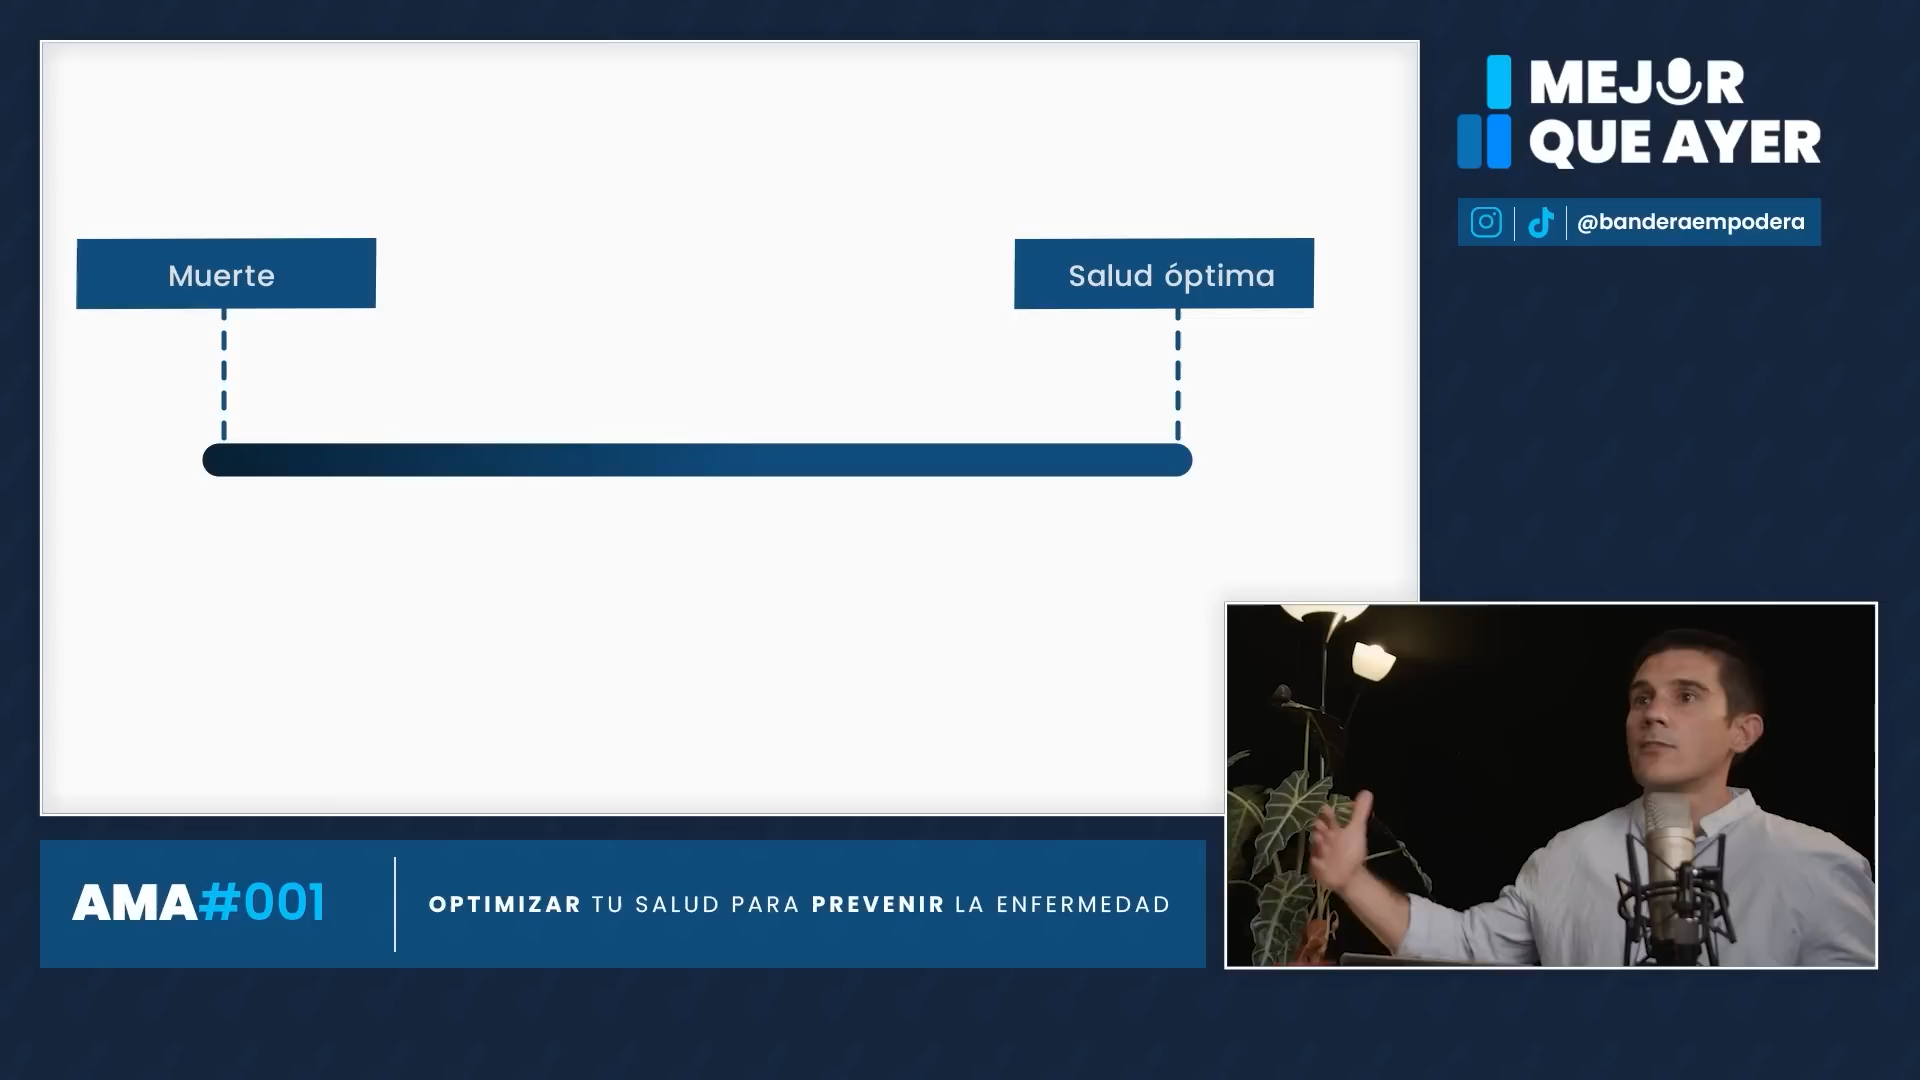 MEJOR
QUE AYER
@banderaempodera
Muerte
Salud óptima
AMA#001
OPTIMIZAR TU SALUD PARA PREVENIR LA ENFERMEDAD